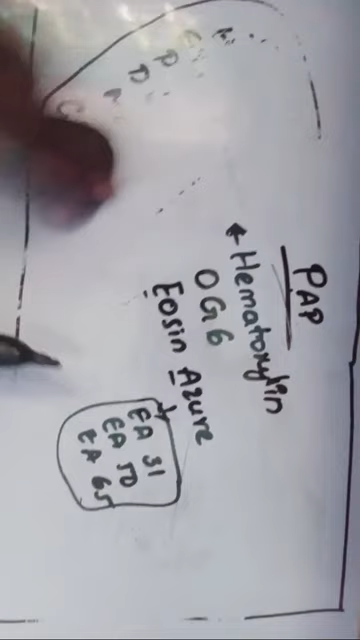 PAP
Hematoxylin
OG 6
Eosin Azure
EA 31
EA 50
EA 65